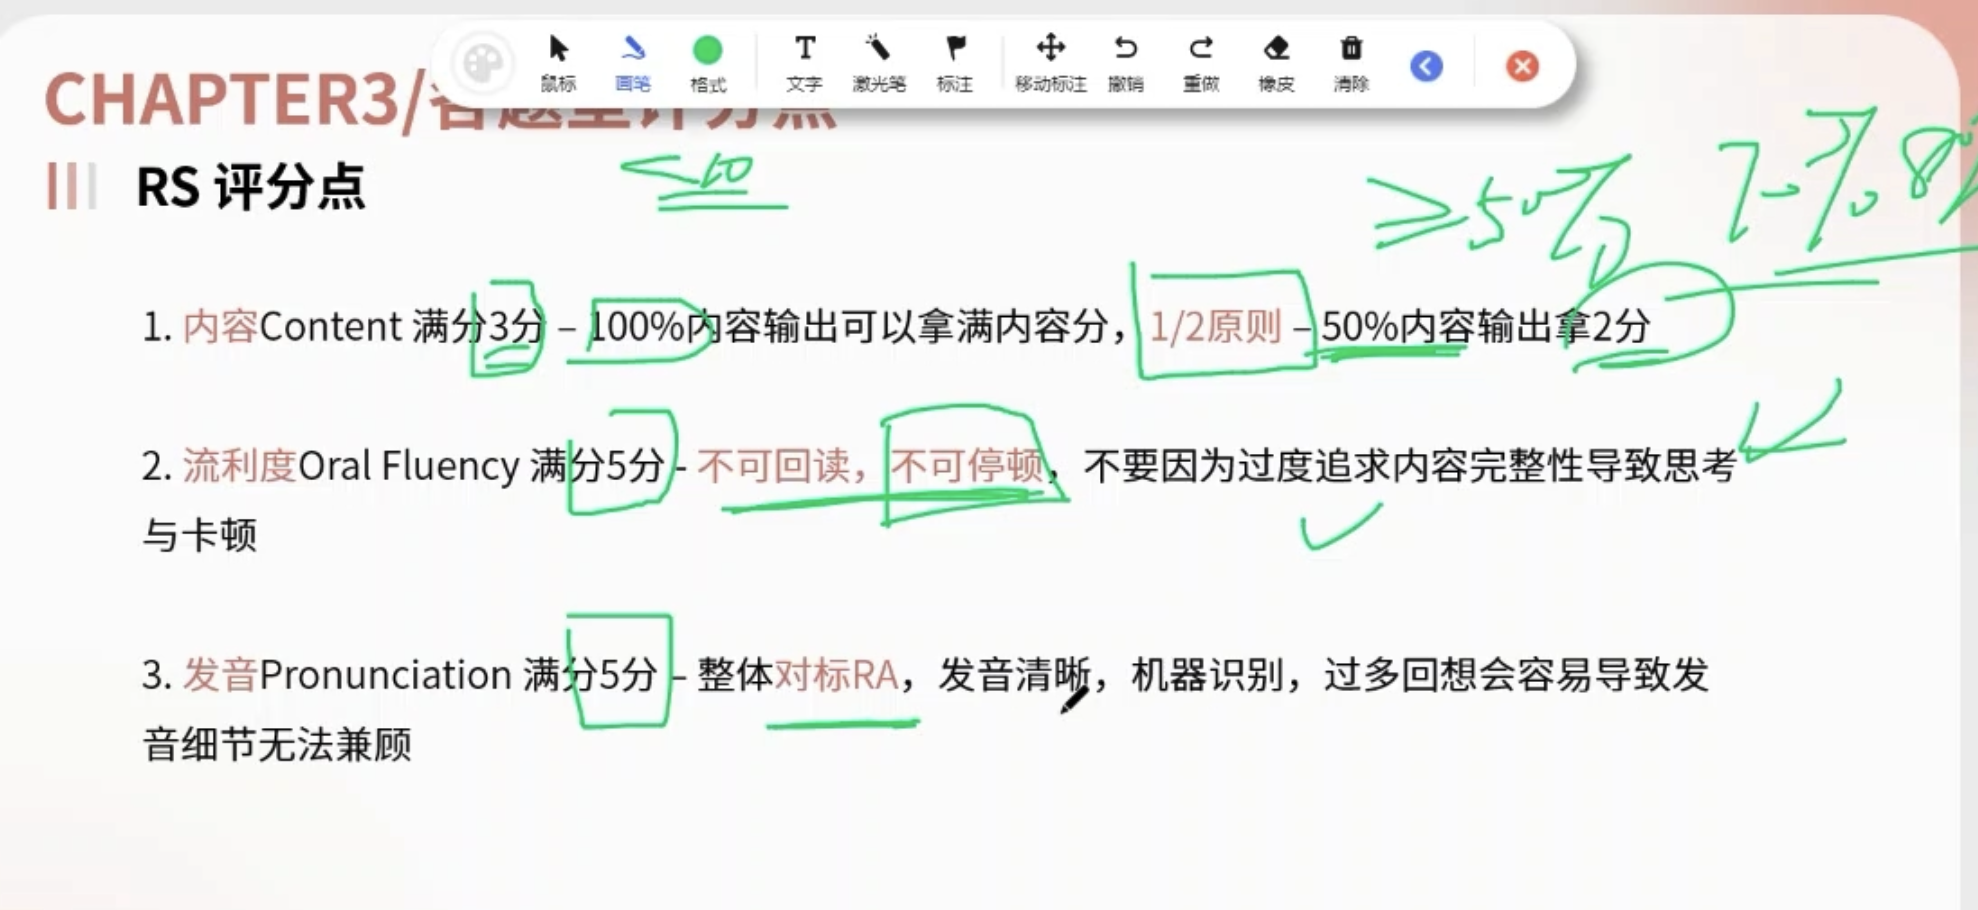 鼠标 画笔 格式 文字 激光笔 标注 移动标注 撤销 重做 橡皮 清除
CHAPTER3/各题型评分点
RS 评分点
<10
≥50%
1. 内容Content 满分3分 – 100%内容输出可以拿满内容分，1/2原则 – 50%内容输出拿2分
2. 流利度Oral Fluency 满分5分 - 不可回读，不可停顿，不要因为过度追求内容完整性导致思考
与卡顿
3. 发音Pronunciation 满分5分 – 整体对标RA，发音清晰，机器识别，过多回想会容易导致发
音细节无法兼顾